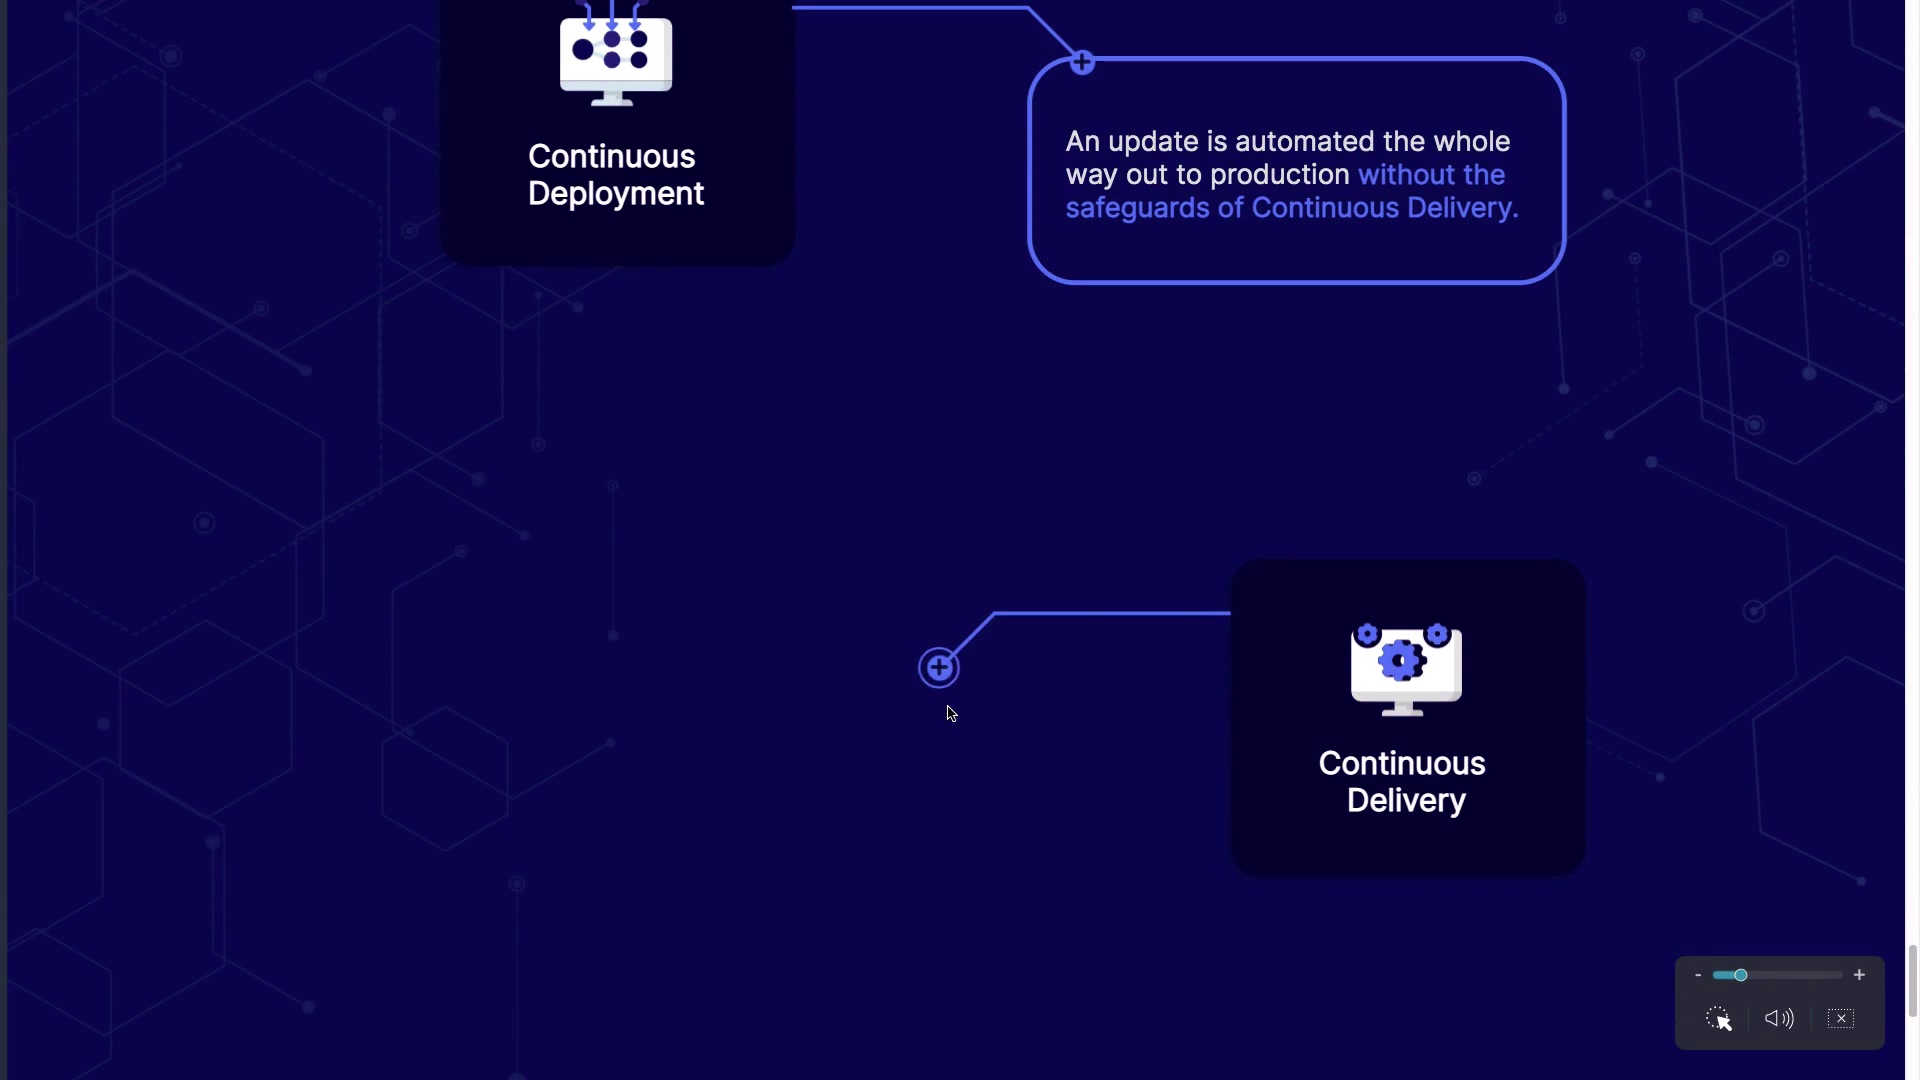 Continuous
Deployment
An update is automated the whole
way out to production without the
safeguards of Continuous Delivery.
Continuous
Delivery
- +